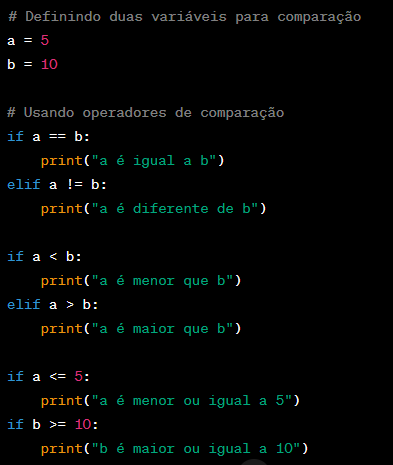 # Definindo duas variáveis para comparação
a = 5
b = 10
# Usando operadores de comparação
if a == b:
    print("a é igual a b")
elif a != b:
    print("a é diferente de b")
if a < b:
    print("a é menor que b")
elif a > b:
    print("a é maior que b")
if a <= 5:
    print("a é menor ou igual a 5")
if b >= 10:
    print("b é maior ou igual a 10")